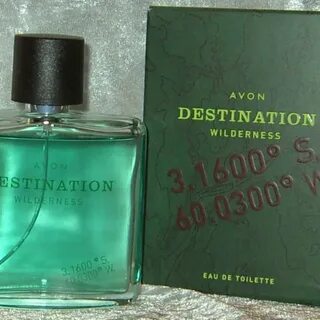 AVON
DESTINATION
WILDERNESS
3.1600° S.
60.0300° W.
AVON
DESTINATION
WILDERNESS
3.1600° S.
60.0300° W.
EAU DE TOILETTE